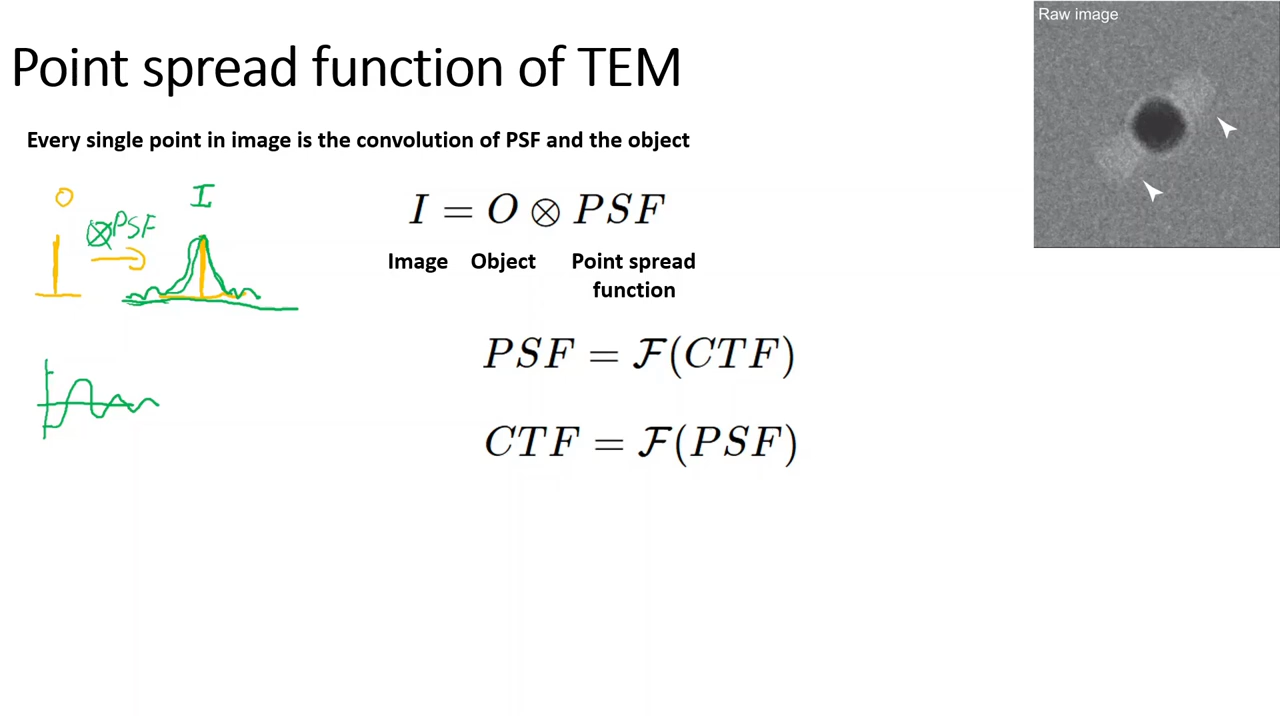 Point spread function of TEM
Raw image
Every single point in image is the convolution of PSF and the object
O
⊗PSF
I
I = O ⊗ PSF
Image Object Point spread
function
PSF = ℱ(CTF)
CTF = ℱ(PSF)